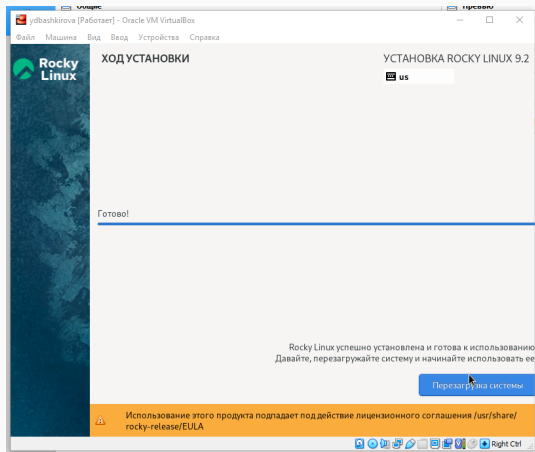 Общие
Превью
ydbashkirova [Работает] - Oracle VM VirtualBox
Файл Машина Вид Ввод Устройства Справка
Rocky
Linux
ХОД УСТАНОВКИ
УСТАНОВКА ROCKY LINUX 9.2
us
Готово!
Rocky Linux успешно установлена и готова к использованию
Давайте, перезагружайте систему и начинайте использовать ее
Перезагрузка системы
Использование этого продукта подпадает под действие лицензионного соглашения /usr/share/
rocky-release/EULA
Right Ctrl